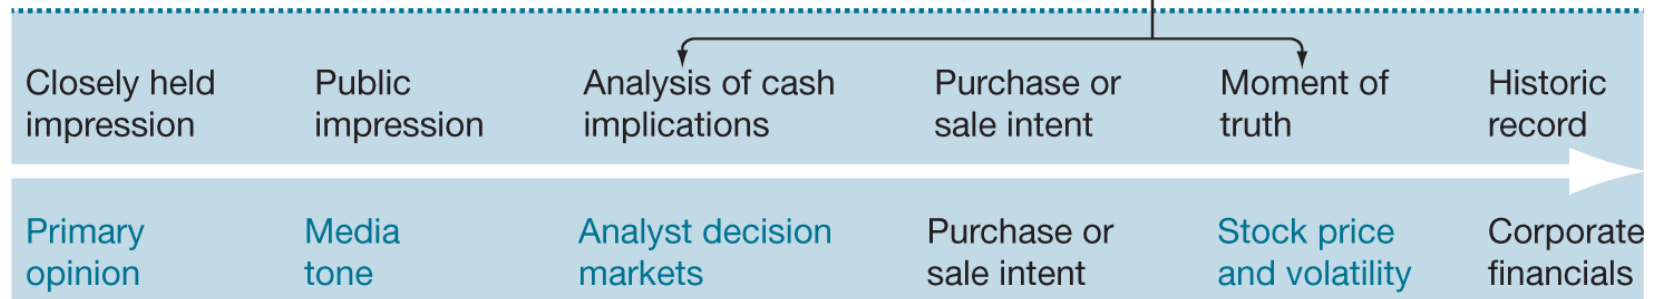 Closely held
impression
Public
impression
Analysis of cash
implications
Purchase or
sale intent
Moment of
truth
Historic
record
Primary
opinion
Media
tone
Analyst decision
markets
Purchase or
sale intent
Stock price
and volatility
Corporate
financials